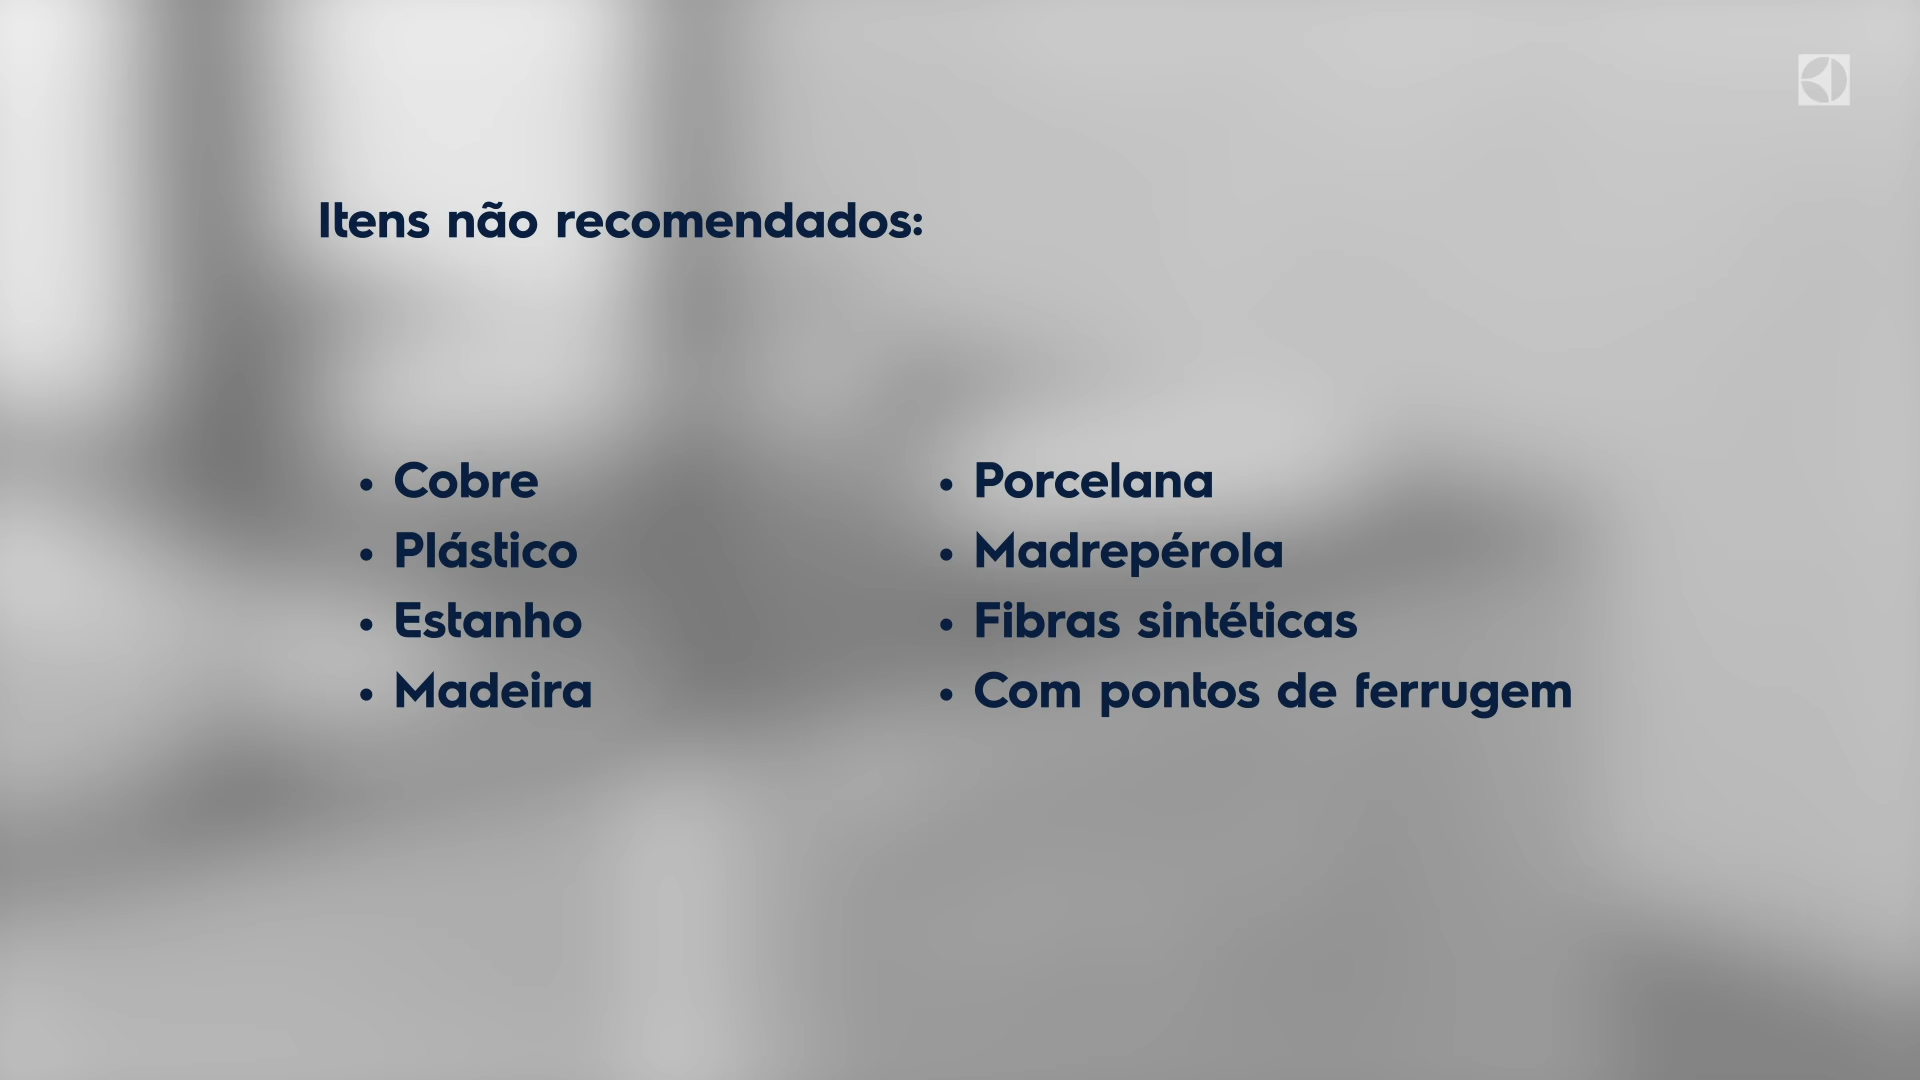 Itens não recomendados:
• Cobre
• Plástico
• Estanho
• Madeira
• Porcelana
• Madrepérola
• Fibras sintéticas
• Com pontos de ferrugem